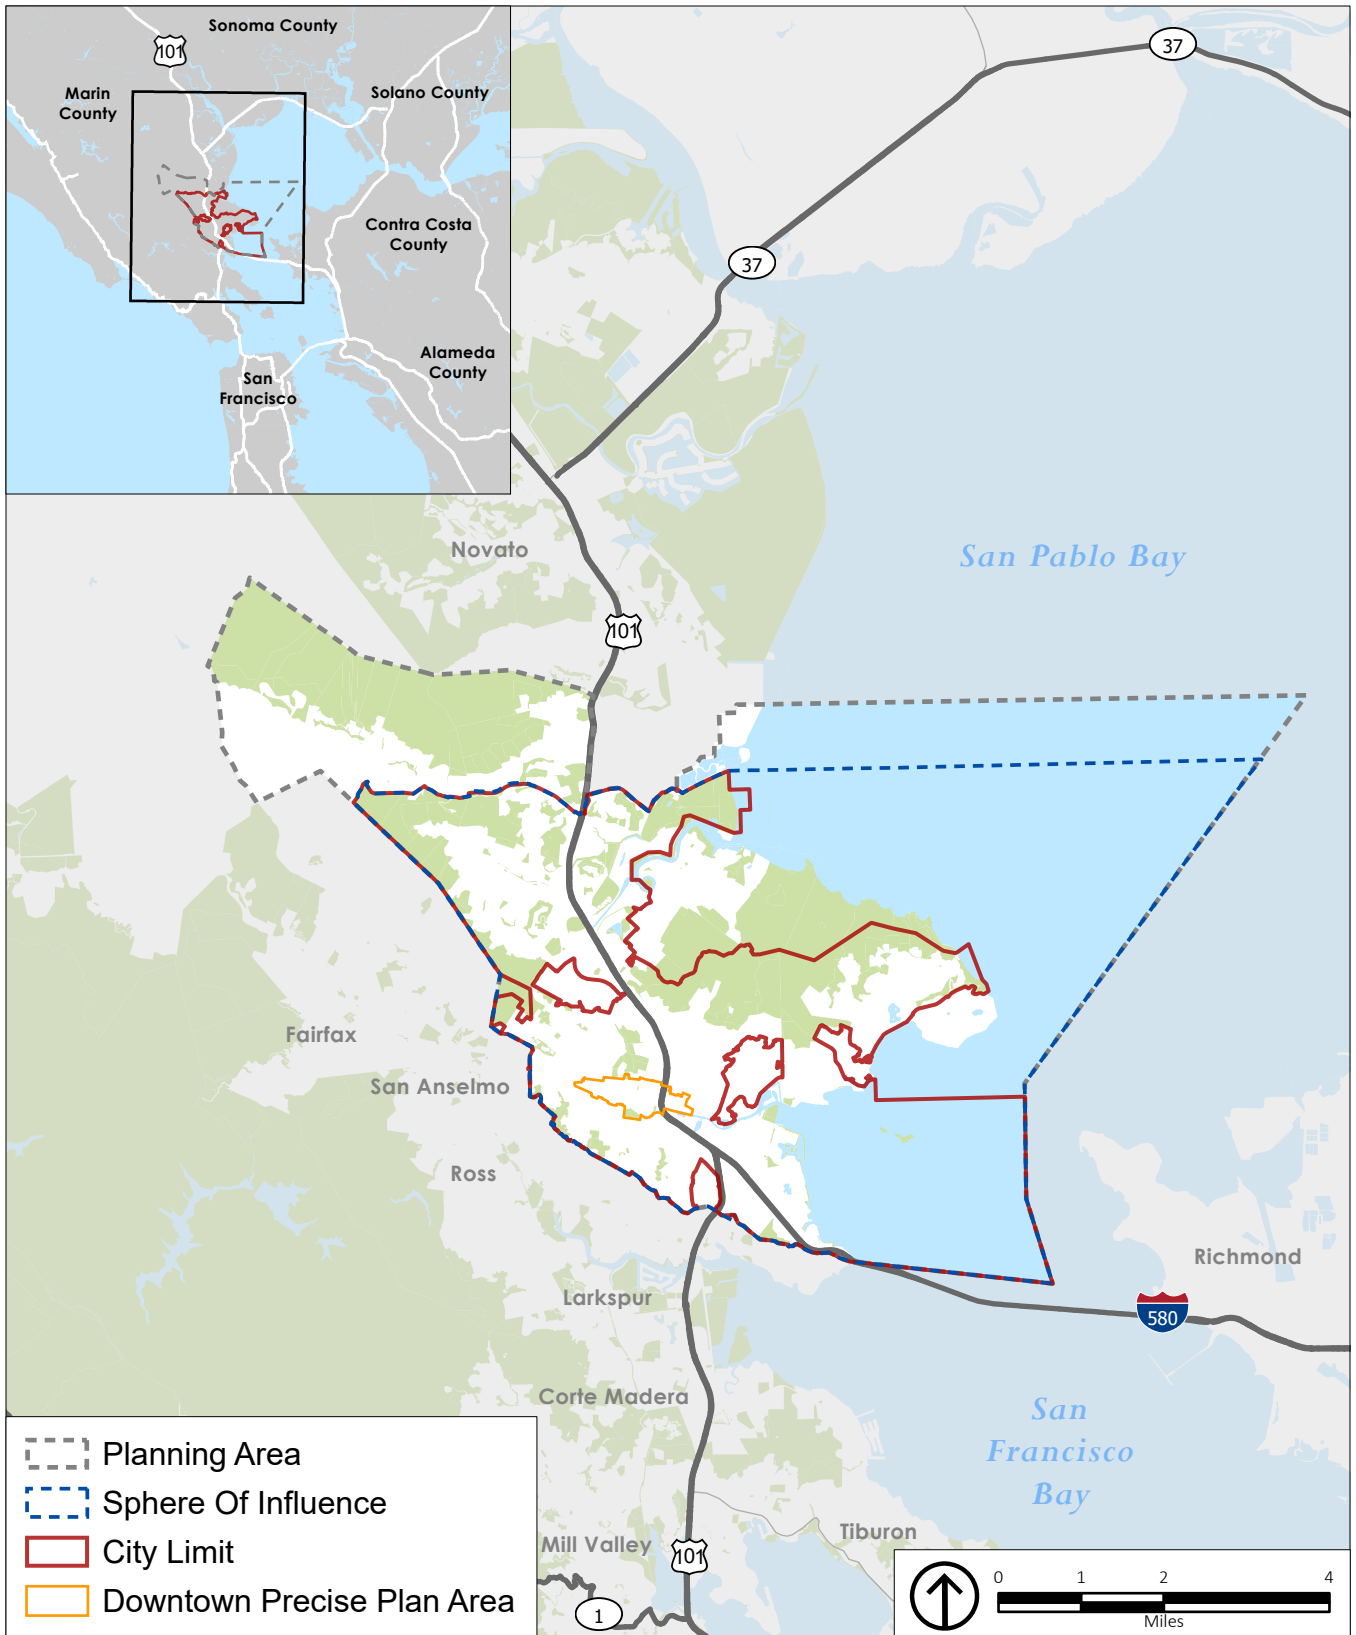 Sonoma County
101
Marin
County
Solano County
Contra Costa
County
Alameda
County
San
Francisco
37
37
Novato
San Pablo Bay
101
Fairfax
San Anselmo
Ross
Richmond
Larkspur
580
Corte Madera
San
Francisco
Bay
Tiburon
Mill Valley
101
1
Planning Area
Sphere Of Influence
City Limit
Downtown Precise Plan Area
0 1 2 4
Miles